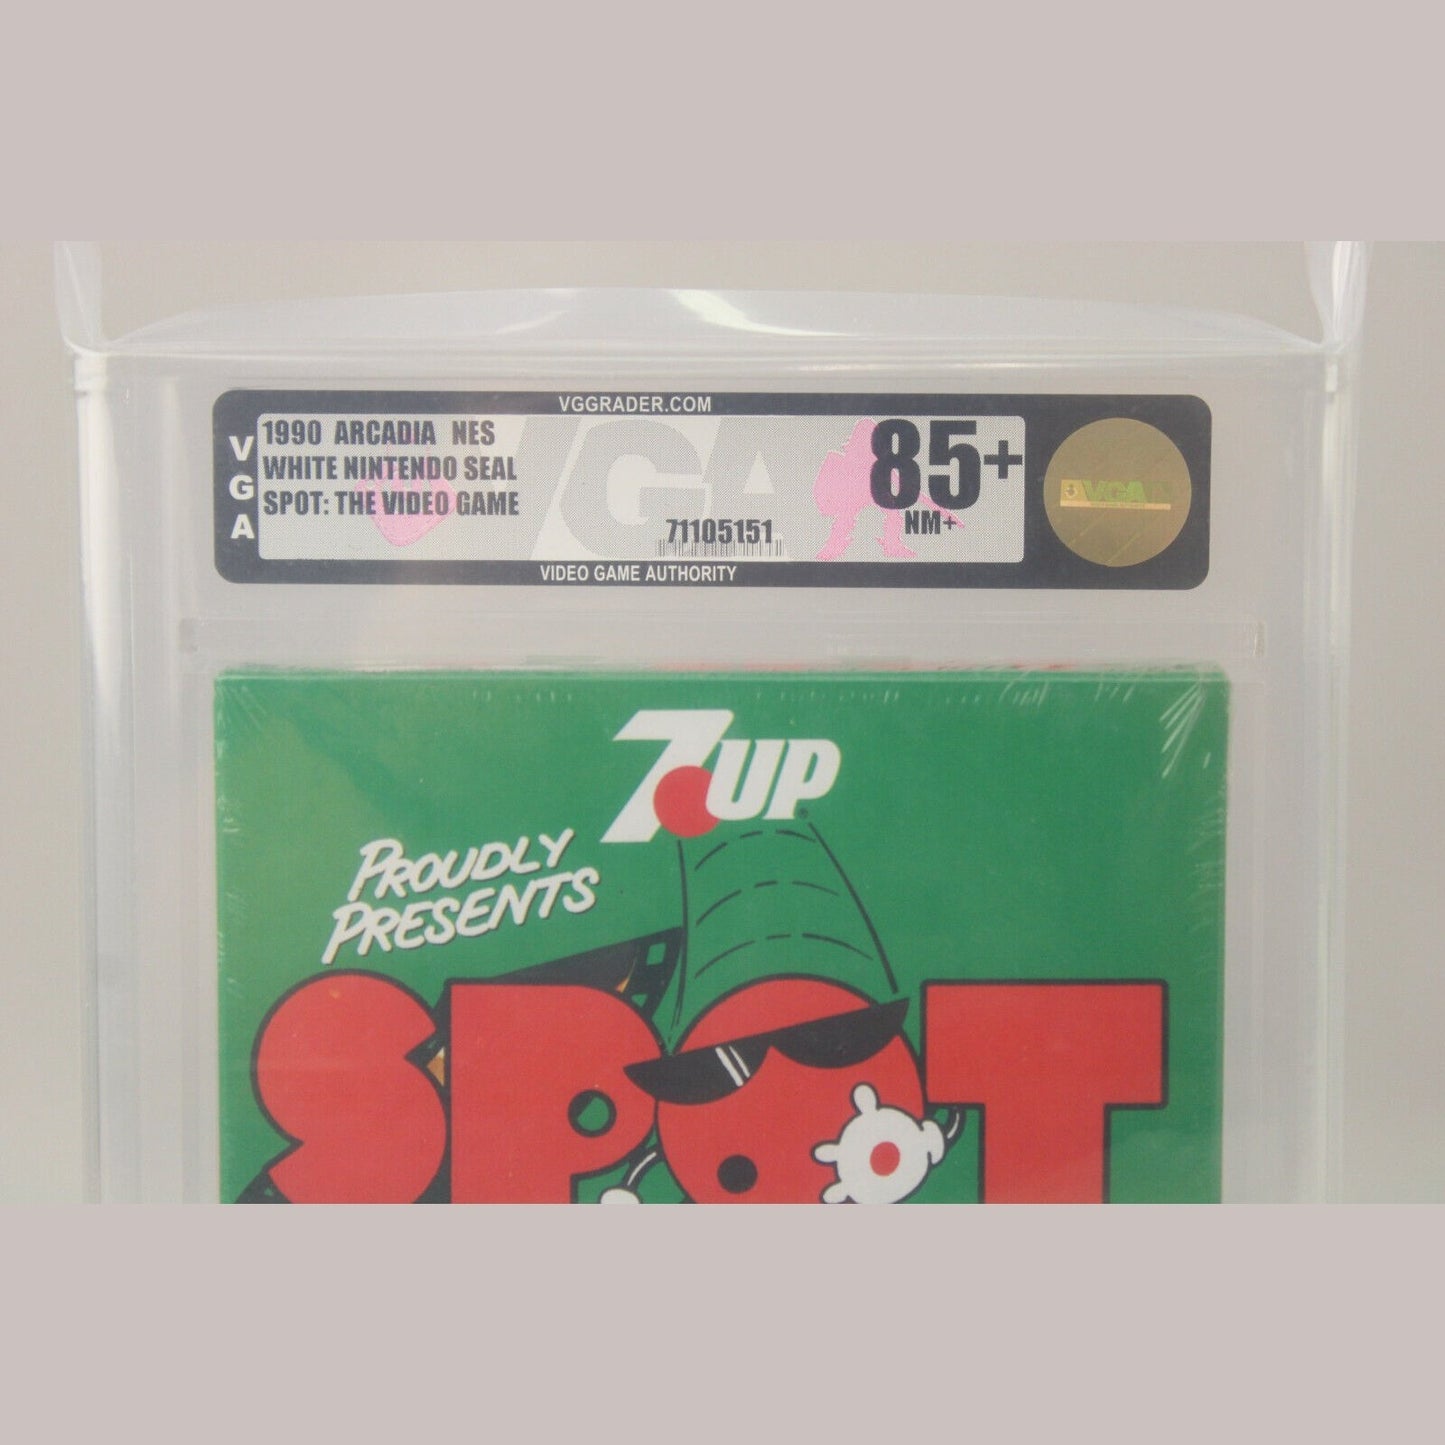 VGGRADER.COM
VGA
1990 ARCADIA NES
WHITE NINTENDO SEAL
SPOT: THE VIDEO GAME
71105151
85+
NM+
VGA
VIDEO GAME AUTHORITY
7UP
PROUDLY
PRESENTS
SPOT